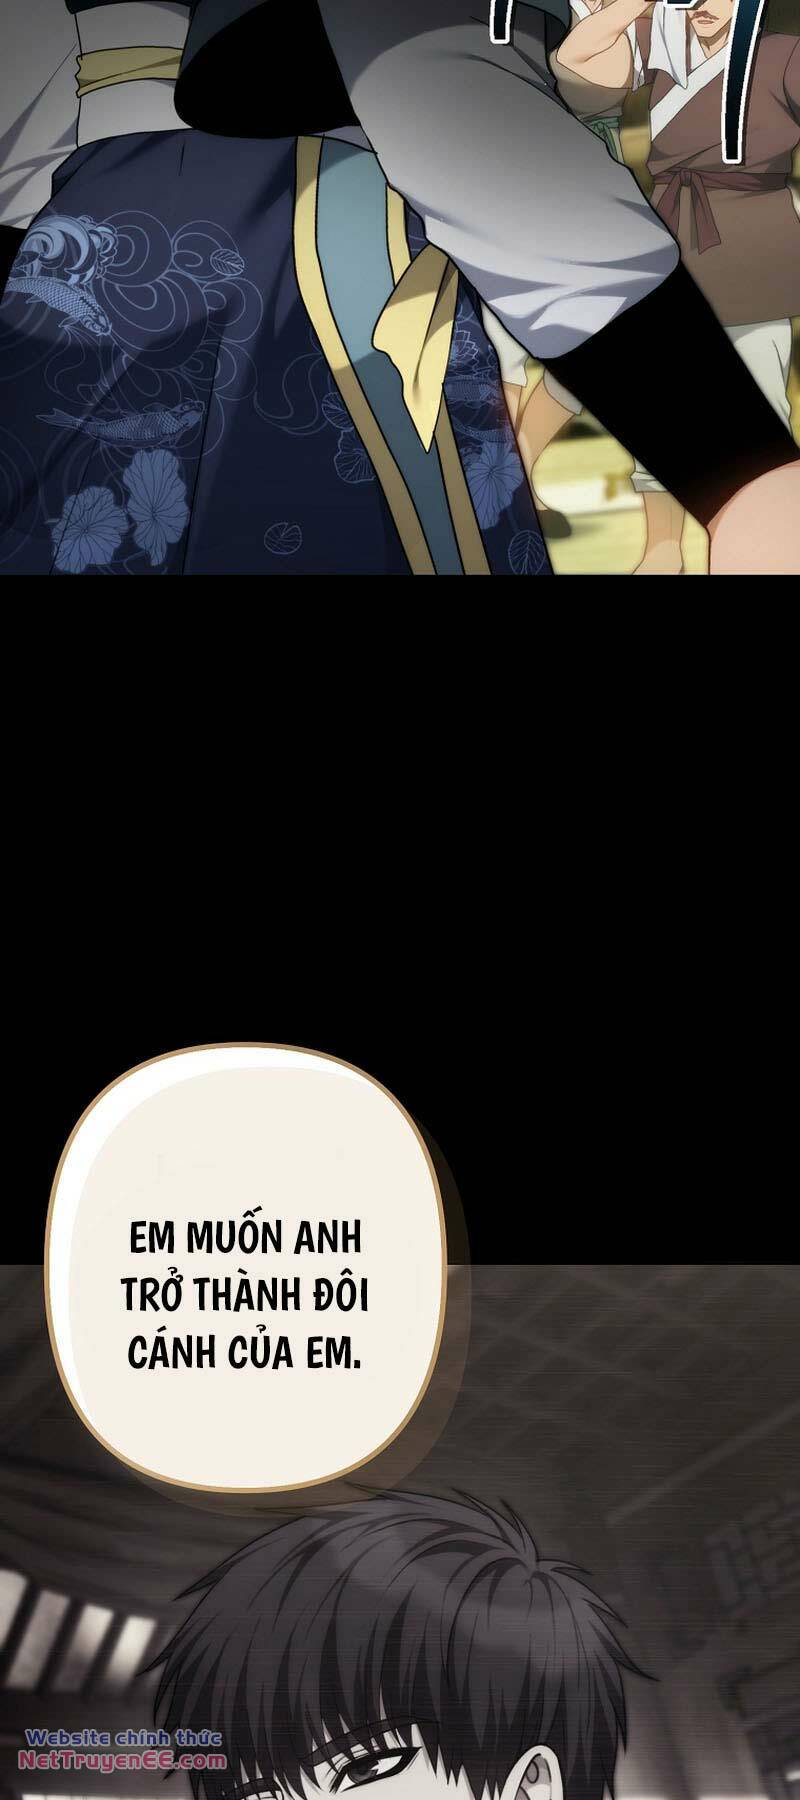 EM MUỐN ANH
TRỞ THÀNH ĐÔI
CÁNH CỦA EM.
Website chính thức
NETTRUYENEE.COM